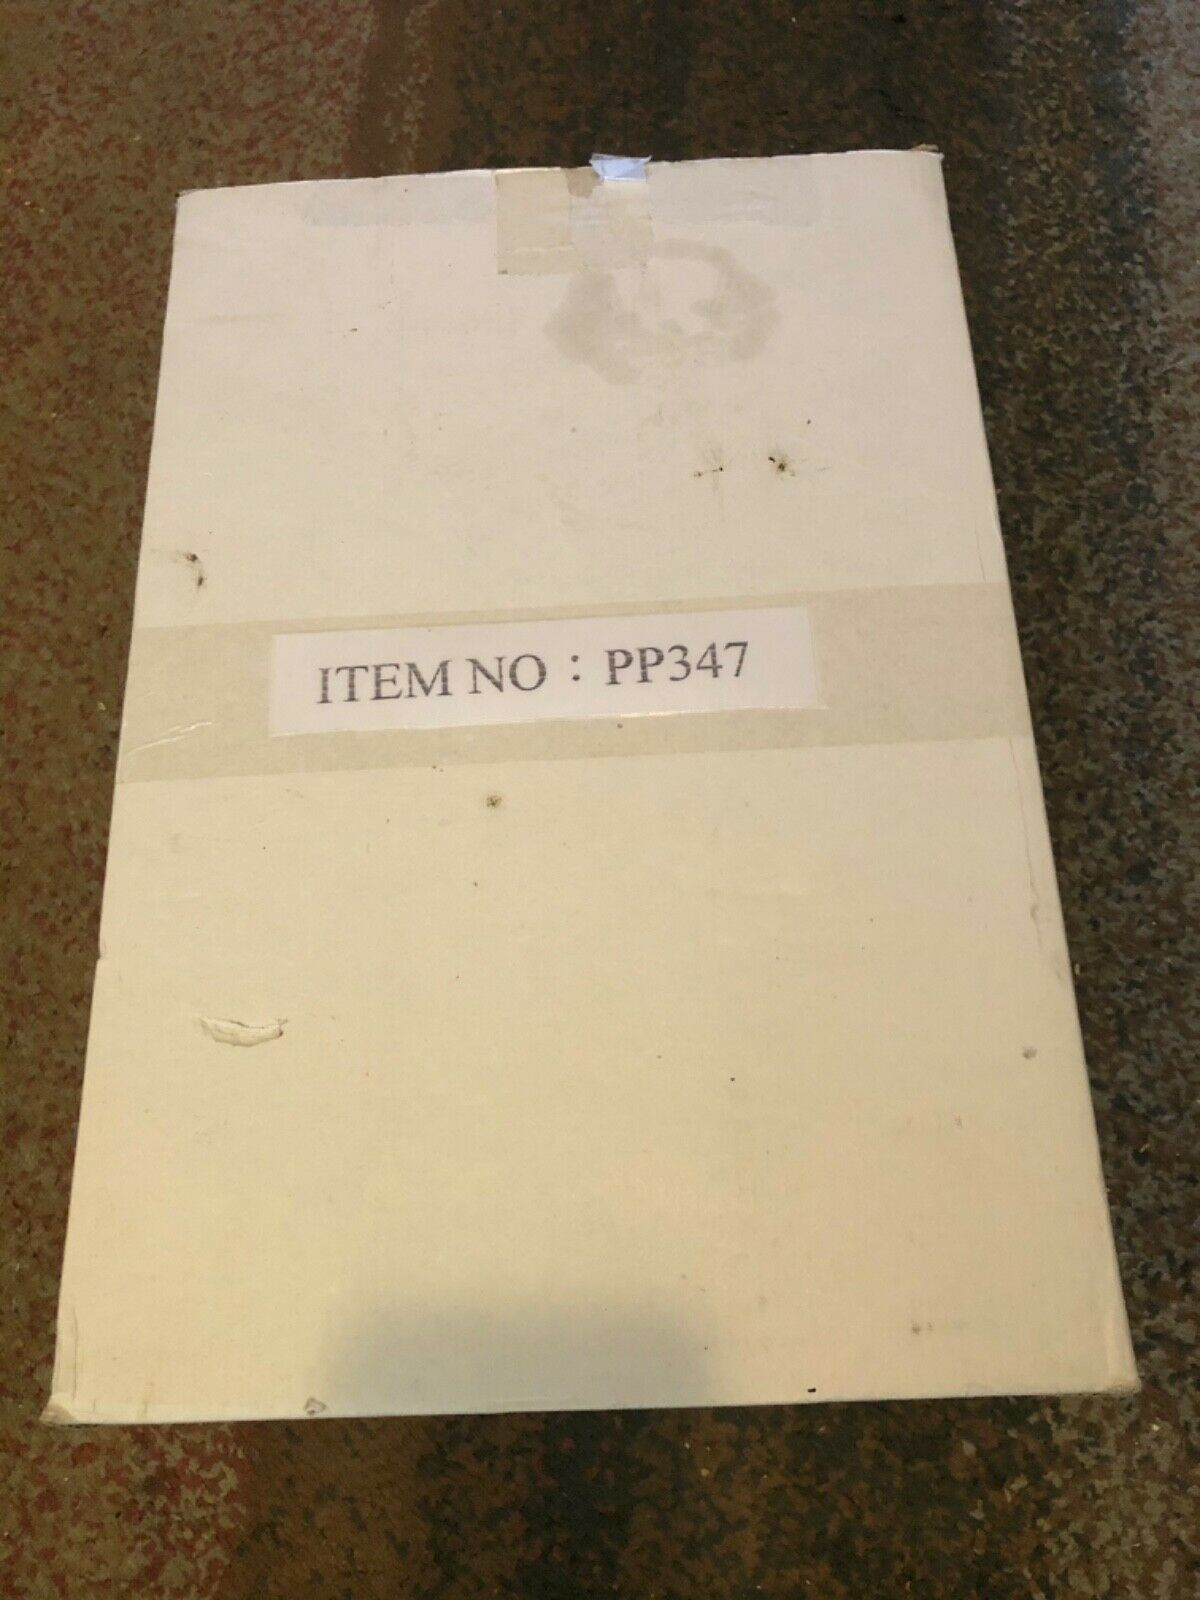 ITEM NO : PP347